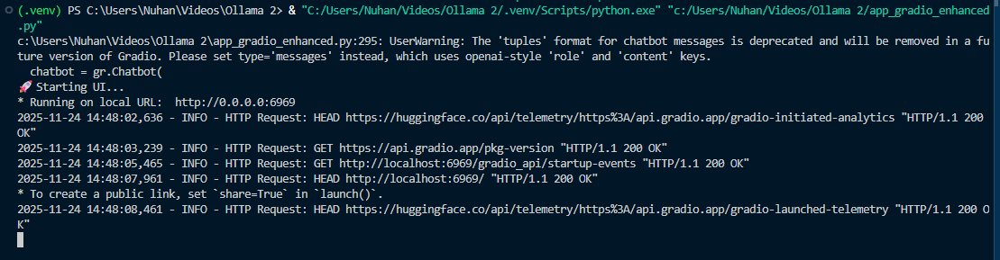 (.venv) PS C:\Users\Nuhan\Videos\Ollama 2> & "C:/Users/Nuhan/Videos/Ollama 2/.venv/Scripts/python.exe" "c:/Users/Nuhan/Videos/Ollama 2/app_gradio_enhanced
.py"
c:\Users\Nuhan\Videos\Ollama 2\app_gradio_enhanced.py:295: UserWarning: The 'tuples' format for chatbot messages is deprecated and will be removed in a fu
ture version of Gradio. Please set type='messages' instead, which uses openai-style 'role' and 'content' keys.
  chatbot = gr.Chatbot(
🚀 Starting UI...
* Running on local URL:  http://0.0.0.0:6969
2025-11-24 14:48:02,636 - INFO - HTTP Request: HEAD https://huggingface.co/api/telemetry/https%3A/api.gradio.app/gradio-initiated-analytics "HTTP/1.1 200
OK"
2025-11-24 14:48:03,239 - INFO - HTTP Request: GET https://api.gradio.app/pkg-version "HTTP/1.1 200 OK"
2025-11-24 14:48:05,465 - INFO - HTTP Request: GET http://localhost:6969/gradio_api/startup-events "HTTP/1.1 200 OK"
2025-11-24 14:48:07,961 - INFO - HTTP Request: HEAD http://localhost:6969/ "HTTP/1.1 200 OK"
* To create a public link, set `share=True` in `launch()`.
2025-11-24 14:48:08,461 - INFO - HTTP Request: HEAD https://huggingface.co/api/telemetry/https%3A/api.gradio.app/gradio-launched-telemetry "HTTP/1.1 200 O
K"